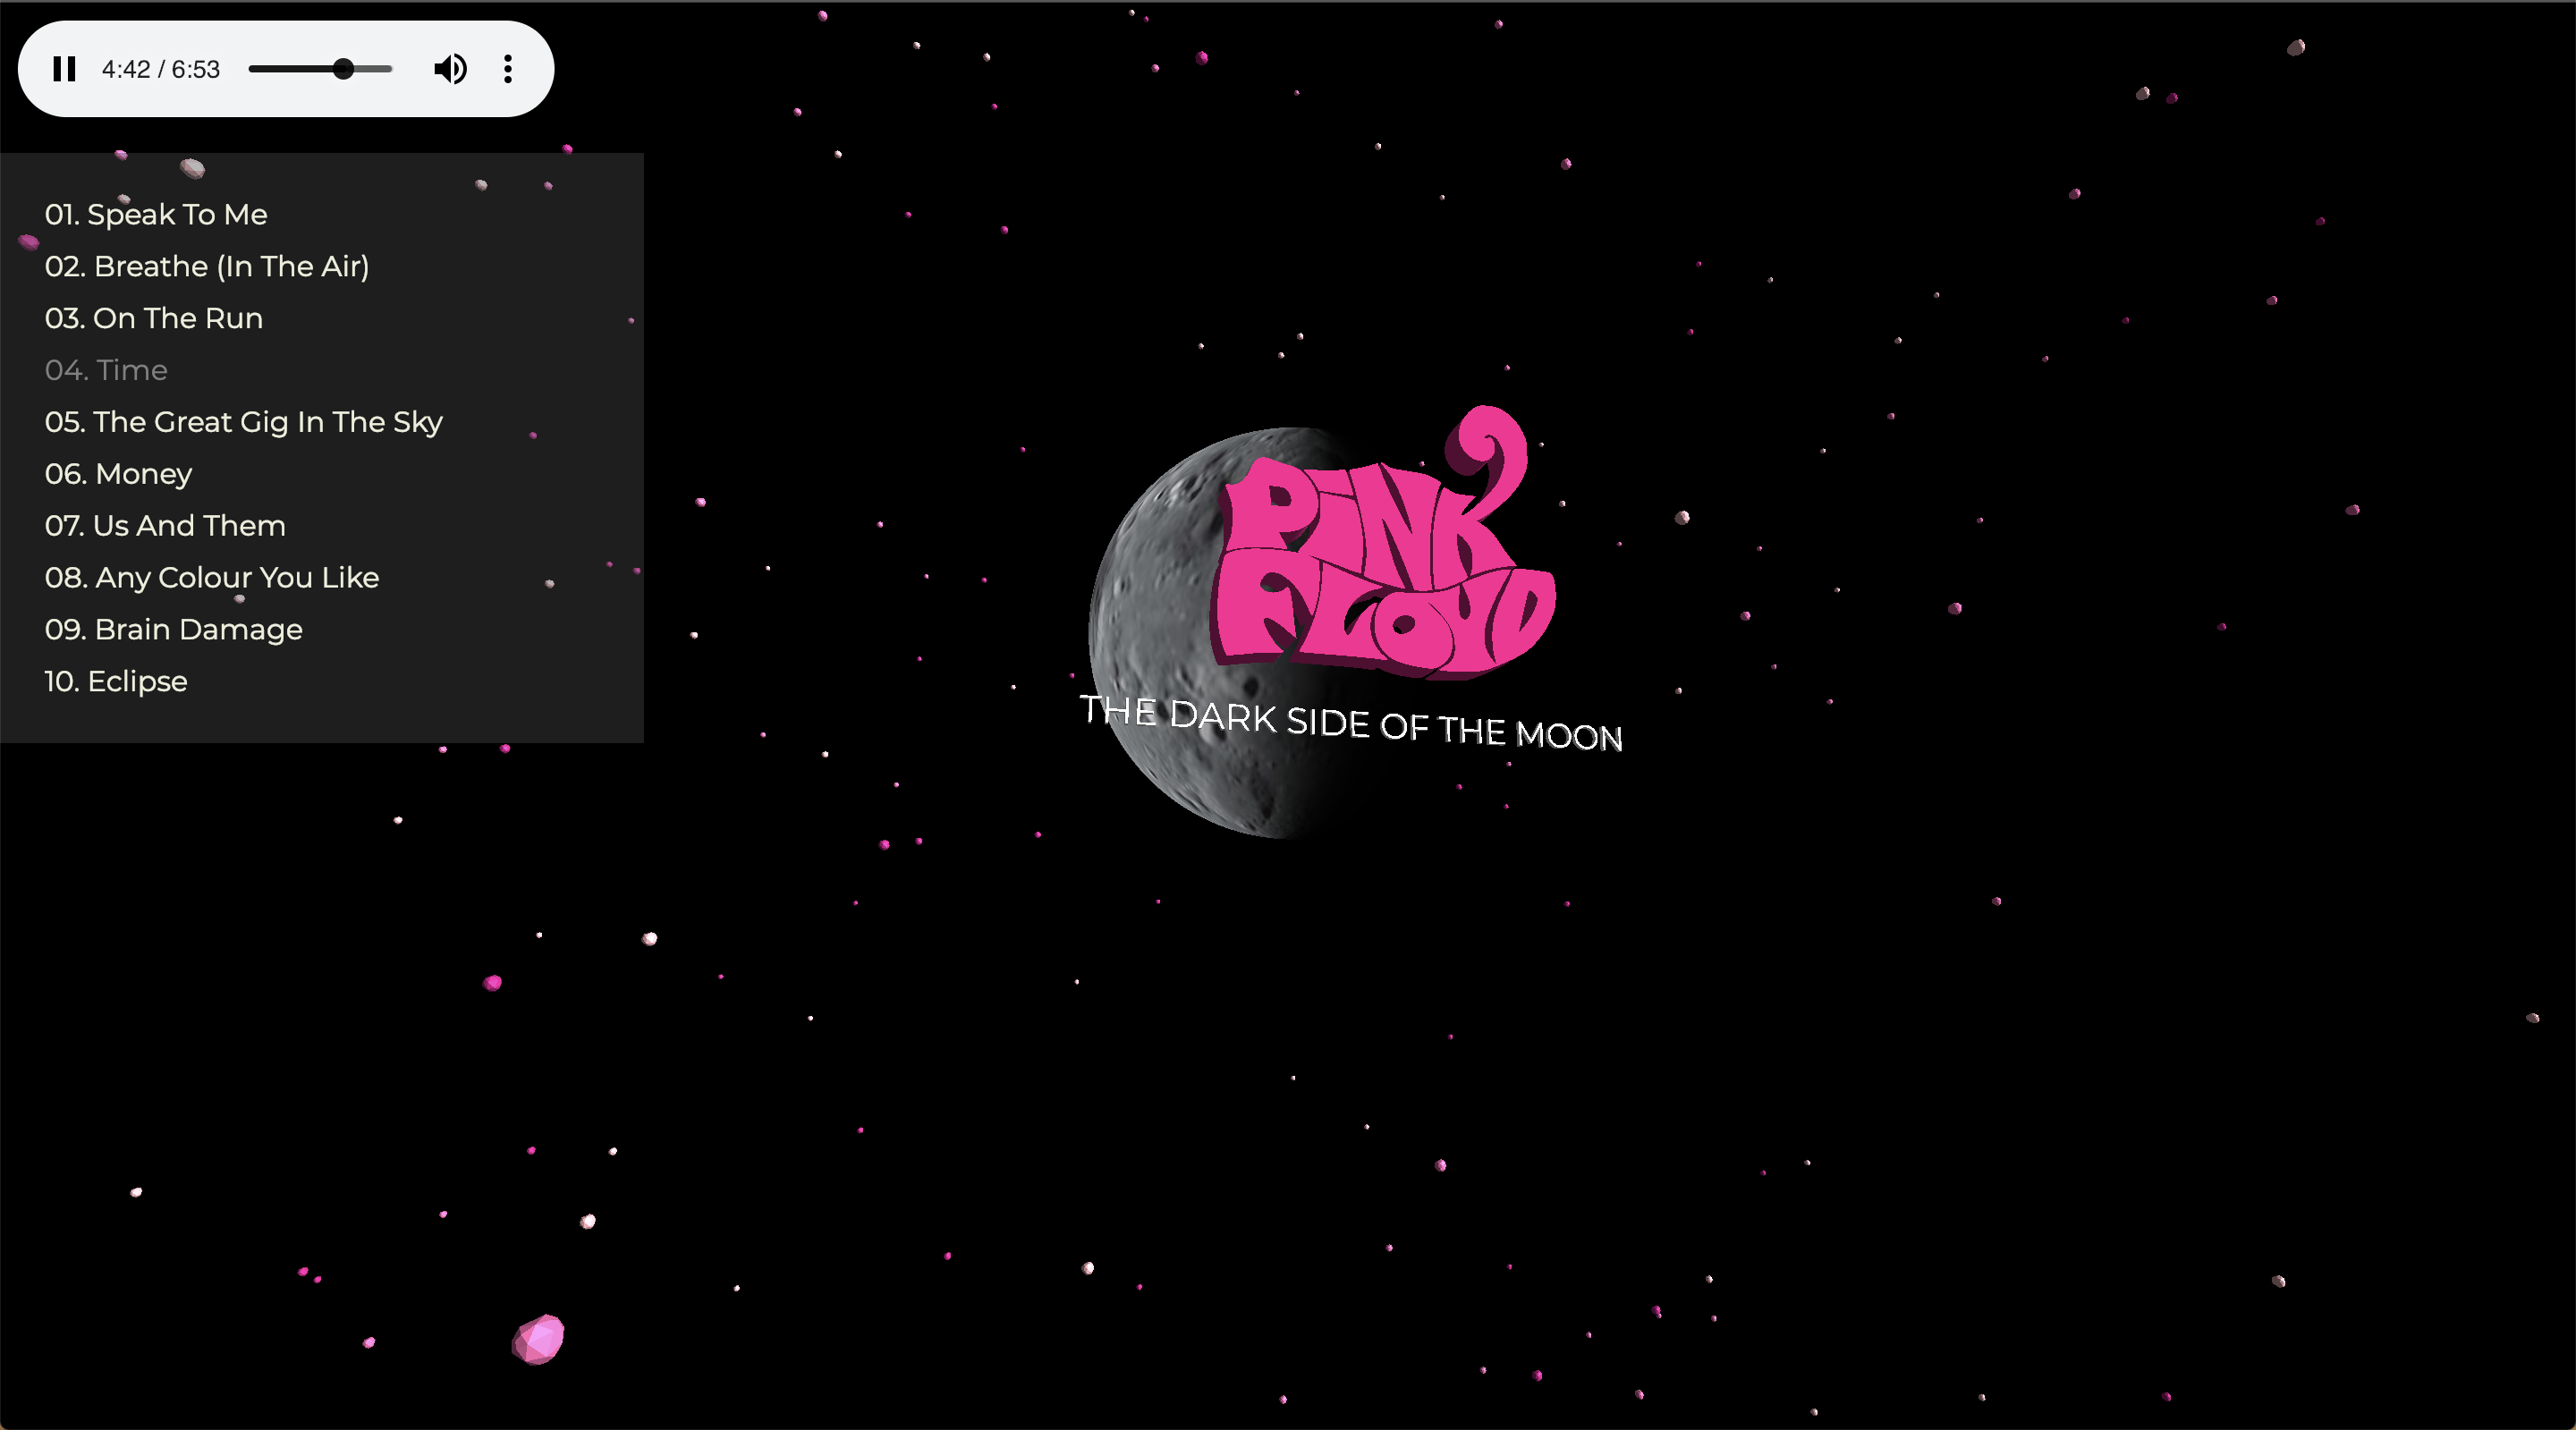 4:42 / 6:53
01. Speak To Me
02. Breathe (In The Air)
03. On The Run
04. Time
05. The Great Gig In The Sky
06. Money
07. Us And Them
08. Any Colour You Like
09. Brain Damage
10. Eclipse
PiNK
FLOYD
THE DARK SIDE OF THE MOON